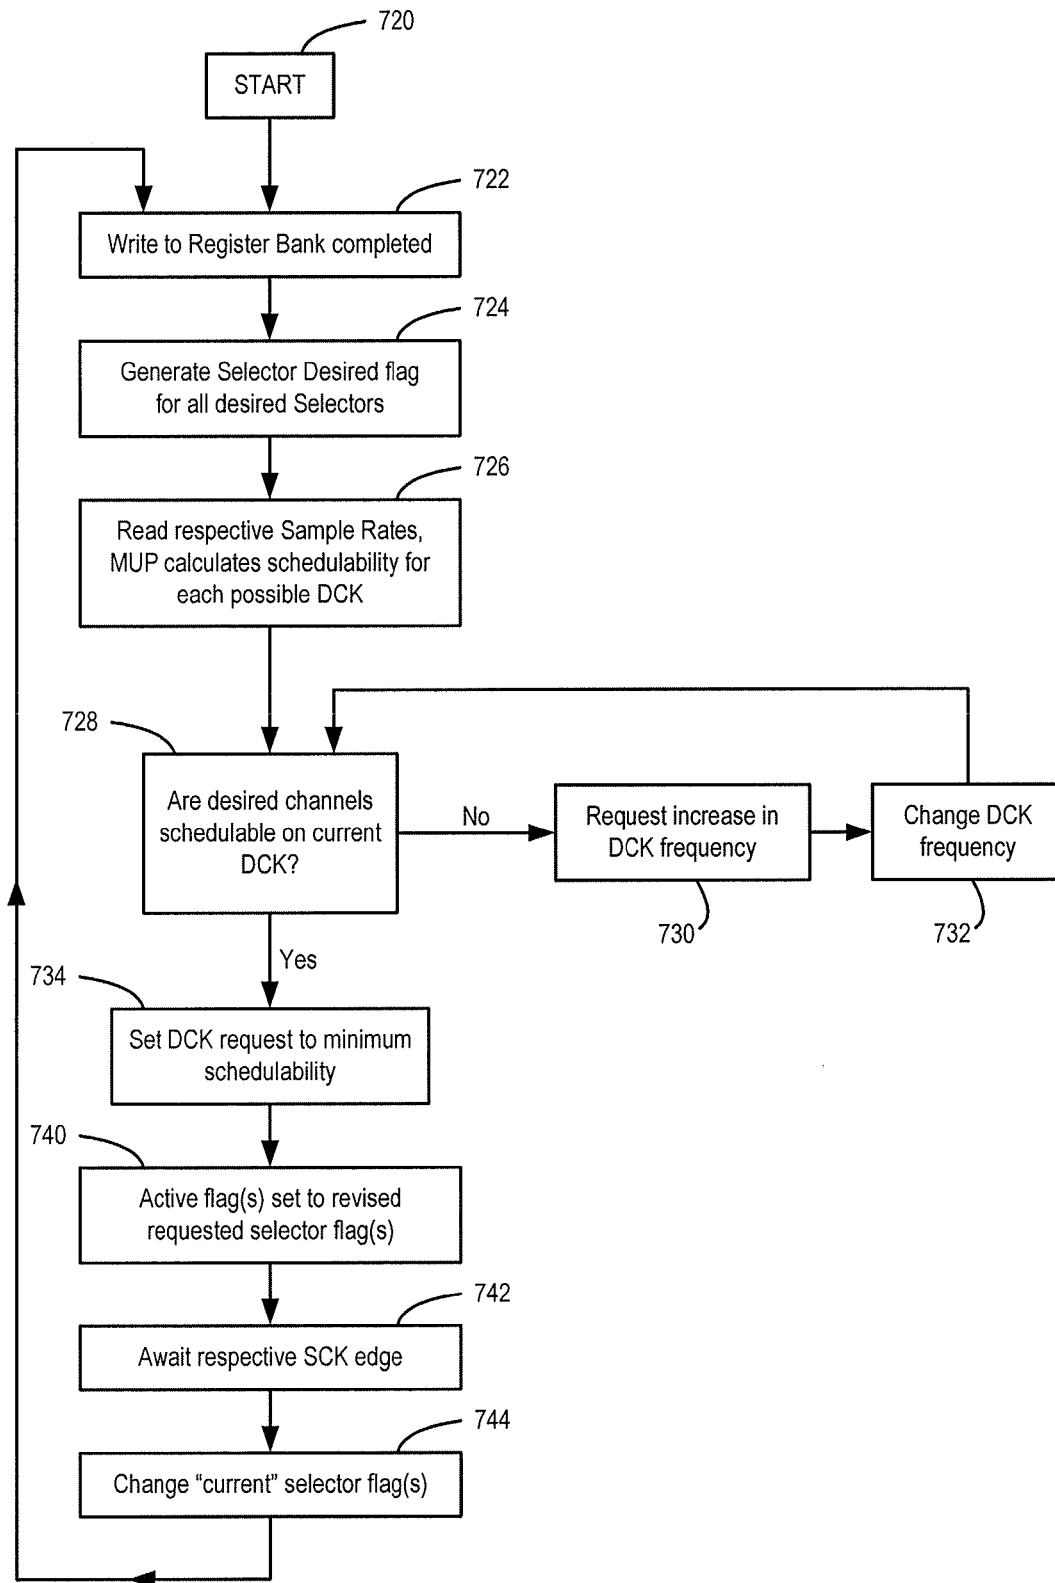 720
START
722
Write to Register Bank completed
724
Generate Selector Desired flag
for all desired Selectors
726
Read respective Sample Rates,
MUP calculates schedulability for
each possible DCK
728
Are desired channels
schedulable on current
DCK?
No
Request increase in
DCK frequency
730
Change DCK
frequency
732
Yes
734
Set DCK request to minimum
schedulability
740
Active flag(s) set to revised
requested selector flag(s)
742
Await respective SCK edge
744
Change “current” selector flag(s)